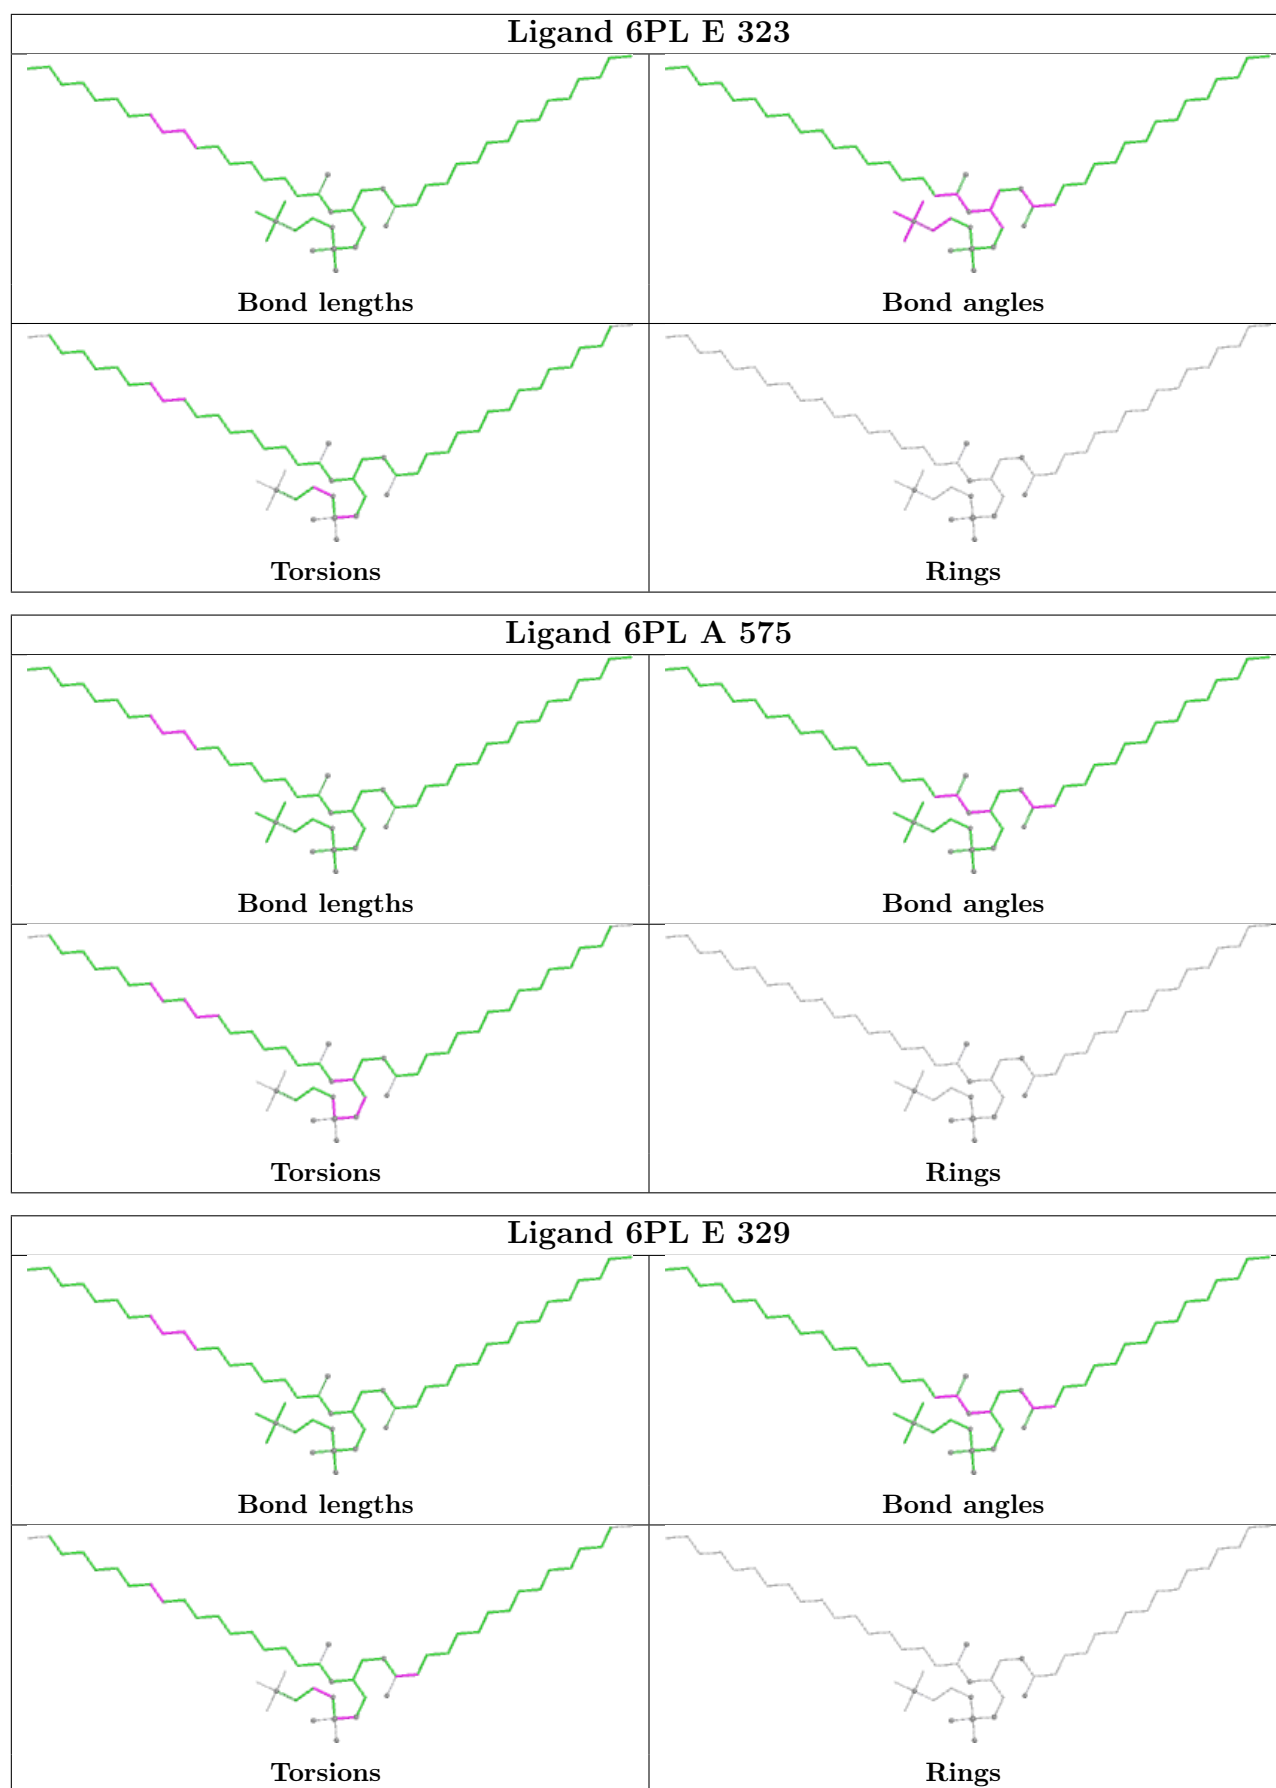 Ligand 6PL E 323
Bond lengths
Bond angles
Torsions
Rings
Ligand 6PL A 575
Bond lengths
Bond angles
Torsions
Rings
Ligand 6PL E 329
Bond lengths
Bond angles
Torsions
Rings